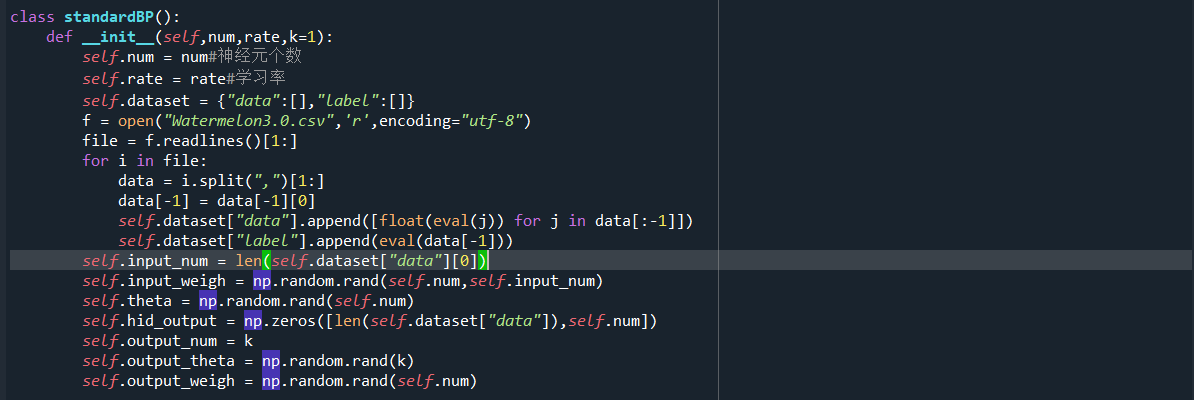 class standardBP():
    def __init__(self,num,rate,k=1):
        self.num = num#神经元个数
        self.rate = rate#学习率
        self.dataset = {"data":[],"label":[]}
        f = open("Watermelon3.0.csv",'r',encoding="utf-8")
        file = f.readlines()[1:]
        for i in file:
            data = i.split(",")[1:]
            data[-1] = data[-1][0]
            self.dataset["data"].append([float(eval(j)) for j in data[:-1]])
            self.dataset["label"].append(eval(data[-1]))
        self.input_num = len(self.dataset["data"][0])
        self.input_weigh = np.random.rand(self.num,self.input_num)
        self.theta = np.random.rand(self.num)
        self.hid_output = np.zeros([len(self.dataset["data"]),self.num])
        self.output_num = k
        self.output_theta = np.random.rand(k)
        self.output_weigh = np.random.rand(self.num)